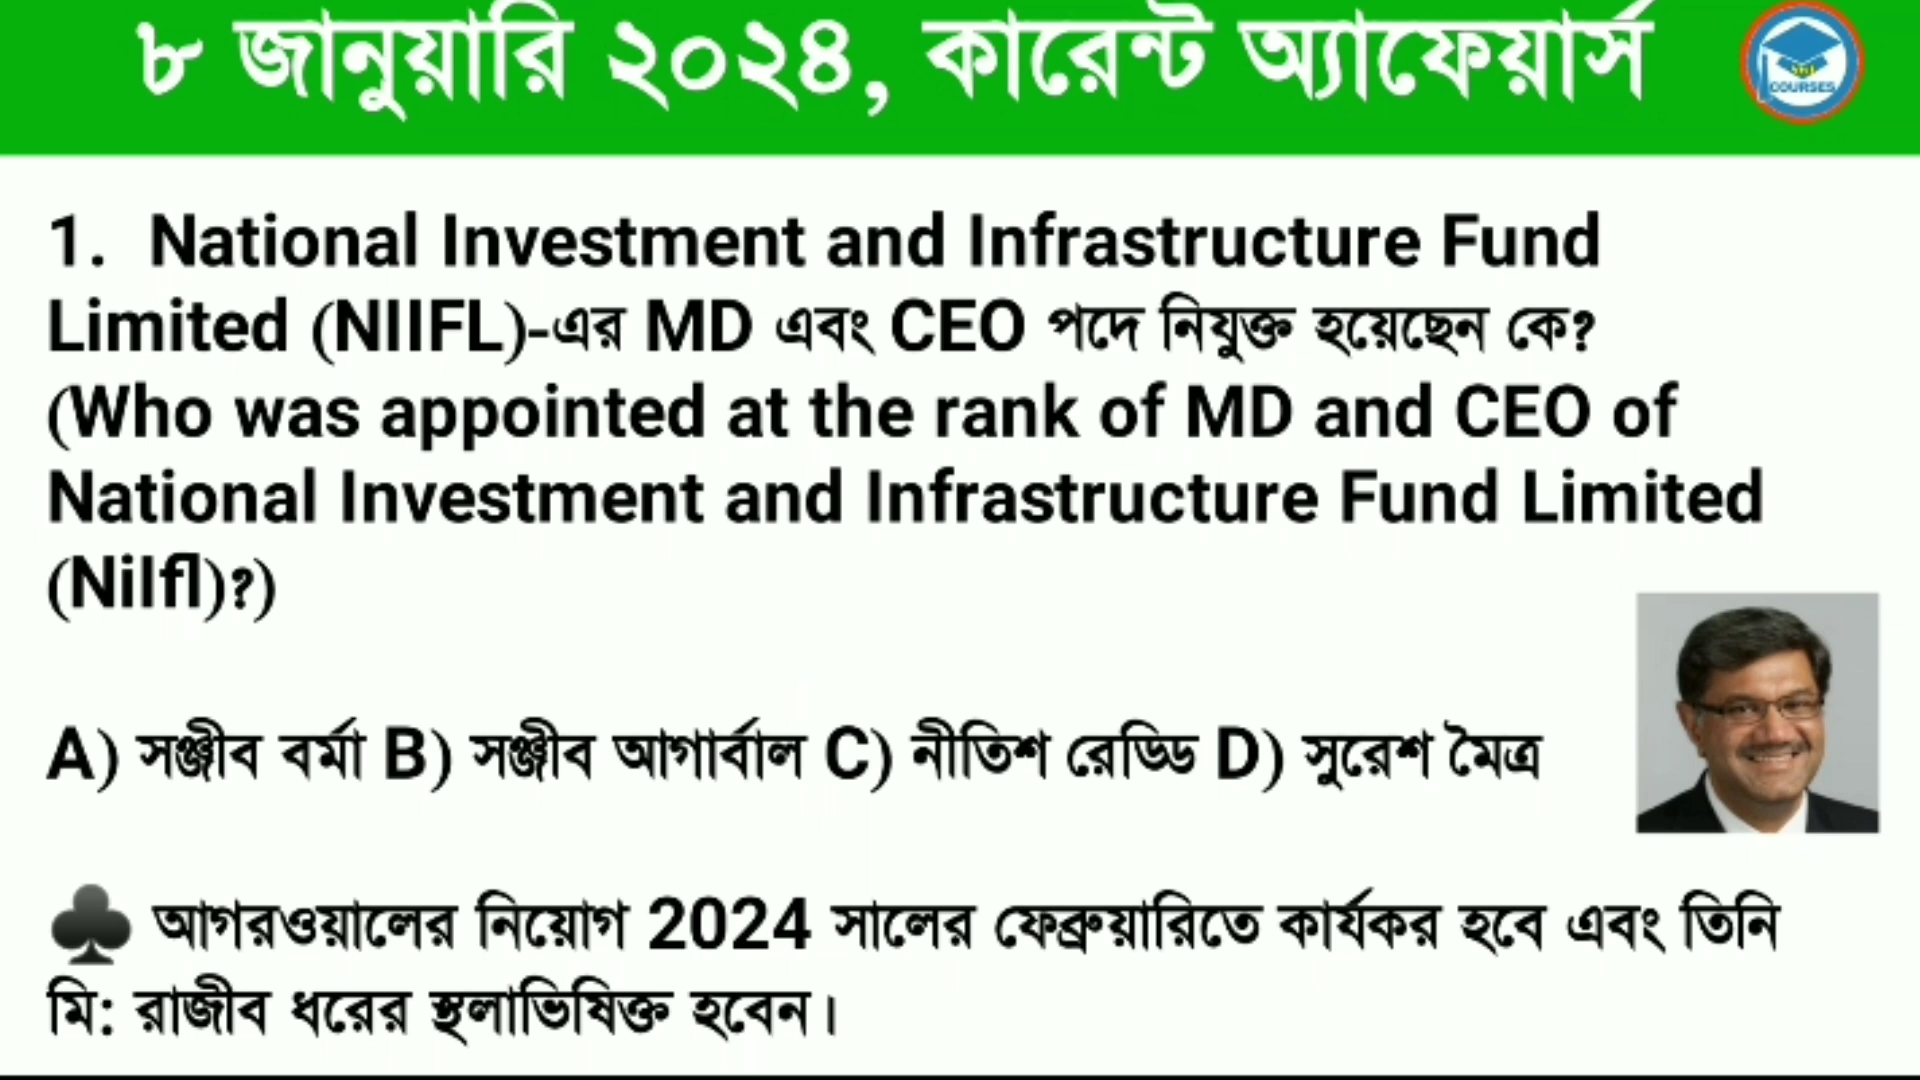 ৮ জানুয়ারি ২০২৪, কারেন্ট অ্যাফেয়ার্স
COURSES
1. National Investment and Infrastructure Fund
Limited (NIIFL)-এর MD এবং CEO পদে নিযুক্ত হয়েছেন কে?
(Who was appointed at the rank of MD and CEO of
National Investment and Infrastructure Fund Limited
(NiIfl)?)
A) সঞ্জীব বর্মা B) সঞ্জীব আগার্বাল C) নীতিশ রেড্ডি D) সুরেশ মৈত্র
♣ আগরওয়ালের নিয়োগ 2024 সালের ফেব্রুয়ারিতে কার্যকর হবে এবং তিনি
মি: রাজীব ধরের স্থলাভিষিক্ত হবেন।